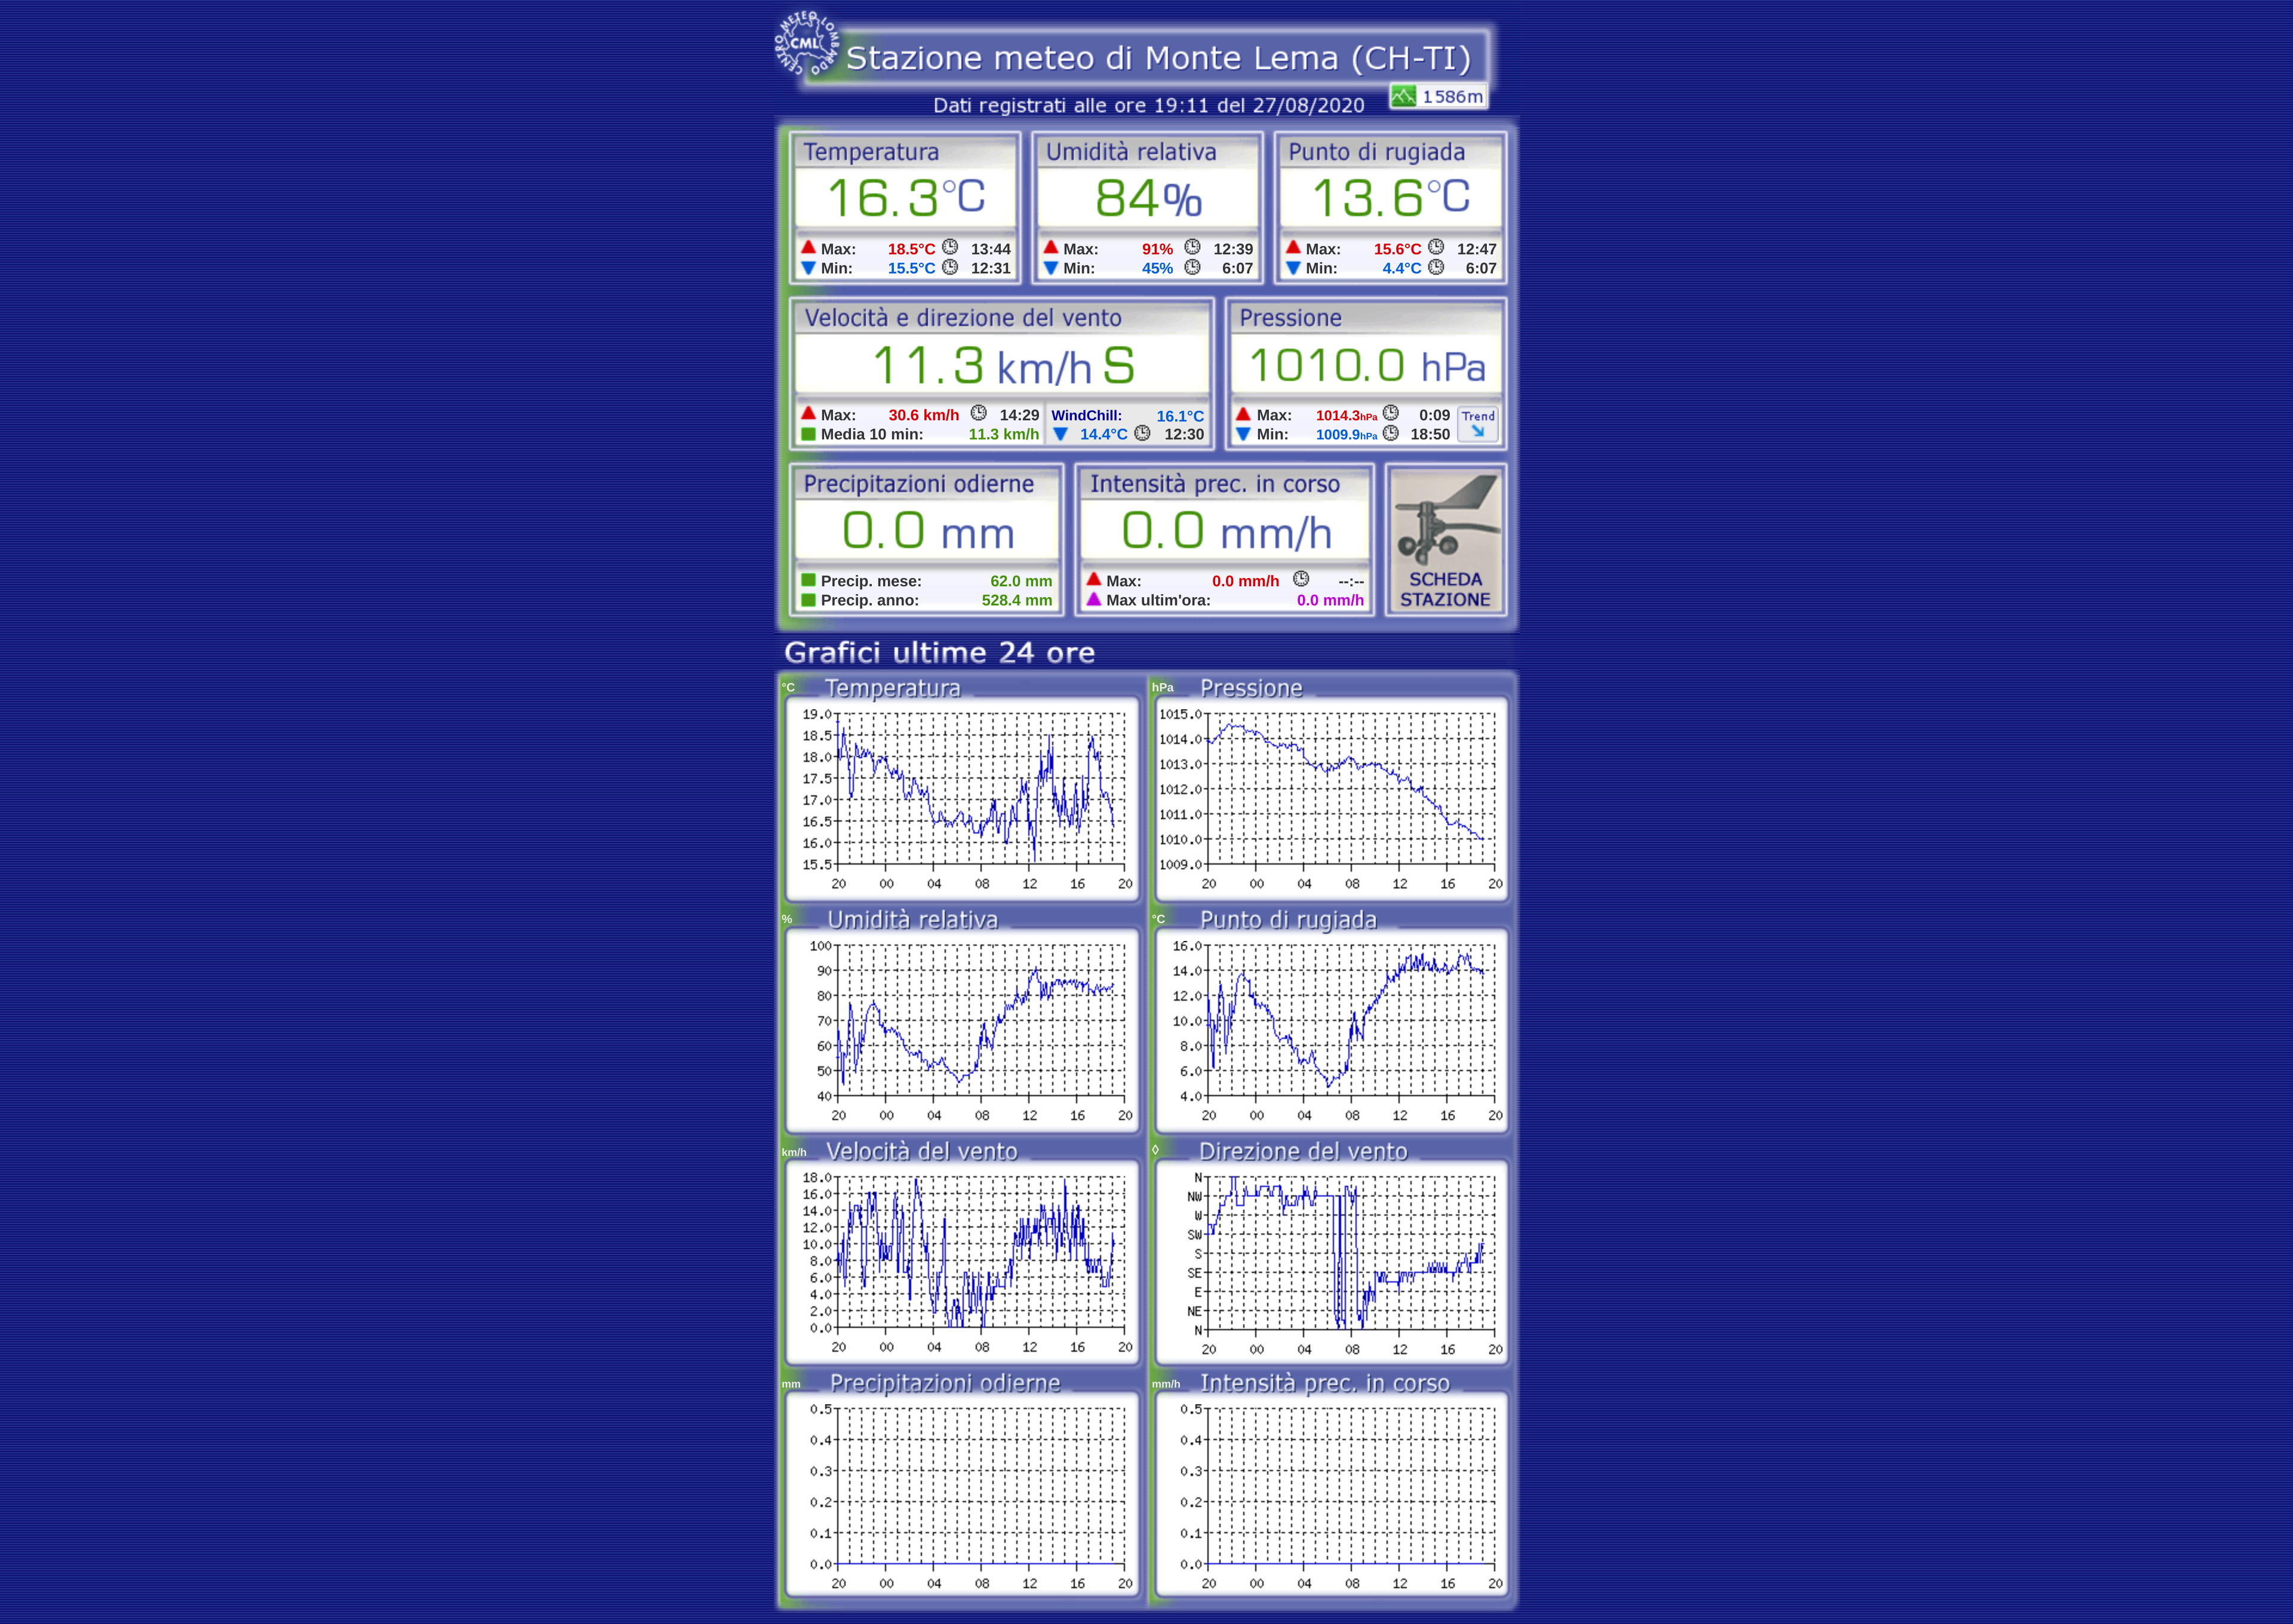 CENTRO METEO LOMBARDO
CML
Stazione meteo di Monte Lema (CH-TI)
1586m
Dati registrati alle ore 19:11 del 27/08/2020
Temperatura
16.3°C
Max: 18.5°C 13:44
Min: 15.5°C 12:31
Umidità relativa
84%
Max: 91% 12:39
Min: 45% 6:07
Punto di rugiada
13.6°C
Max: 15.6°C 12:47
Min: 4.4°C 6:07
Velocità e direzione del vento
11.3 km/h S
Max: 30.6 km/h 14:29
Media 10 min: 11.3 km/h
WindChill: 16.1°C
14.4°C 12:30
Pressione
1010.0 hPa
Max: 1014.3hPa 0:09
Min: 1009.9hPa 18:50
Trend
Precipitazioni odierne
0.0 mm
Precip. mese: 62.0 mm
Precip. anno: 528.4 mm
Intensità prec. in corso
0.0 mm/h
Max: 0.0 mm/h --:--
Max ultim'ora: 0.0 mm/h
SCHEDA
STAZIONE
Grafici ultime 24 ore
°C Temperatura
19.0
18.5
18.0
17.5
17.0
16.5
16.0
15.5
20 00 04 08 12 16 20
hPa Pressione
1015.0
1014.0
1013.0
1012.0
1011.0
1010.0
1009.0
20 00 04 08 12 16 20
% Umidità relativa
100
90
80
70
60
50
40
20 00 04 08 12 16 20
°C Punto di rugiada
16.0
14.0
12.0
10.0
8.0
6.0
4.0
20 00 04 08 12 16 20
km/h Velocità del vento
18.0
16.0
14.0
12.0
10.0
8.0
6.0
4.0
2.0
0.0
20 00 04 08 12 16 20
◊ Direzione del vento
N
NW
W
SW
S
SE
E
NE
N
20 00 04 08 12 16 20
mm Precipitazioni odierne
0.5
0.4
0.3
0.2
0.1
0.0
20 00 04 08 12 16 20
mm/h Intensità prec. in corso
0.5
0.4
0.3
0.2
0.1
0.0
20 00 04 08 12 16 20